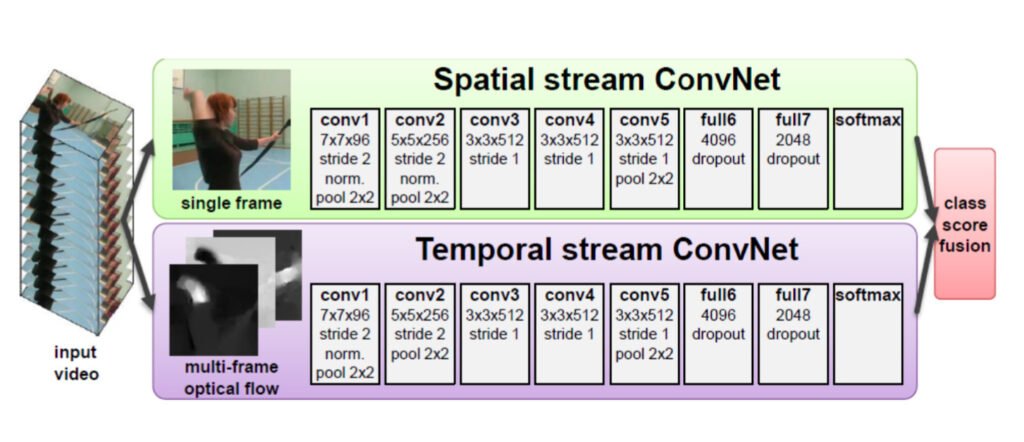 input
video
Spatial stream ConvNet
single frame
conv1
7x7x96
stride 2
norm.
pool 2x2
conv2
5x5x256
stride 2
norm.
pool 2x2
conv3
3x3x512
stride 1
conv4
3x3x512
stride 1
conv5
3x3x512
stride 1
pool 2x2
full6
4096
dropout
full7
2048
dropout
softmax
Temporal stream ConvNet
multi-frame
optical flow
conv1
7x7x96
stride 2
norm.
pool 2x2
conv2
5x5x256
stride 2
pool 2x2
conv3
3x3x512
stride 1
conv4
3x3x512
stride 1
conv5
3x3x512
stride 1
pool 2x2
full6
4096
dropout
full7
2048
dropout
softmax
class
score
fusion